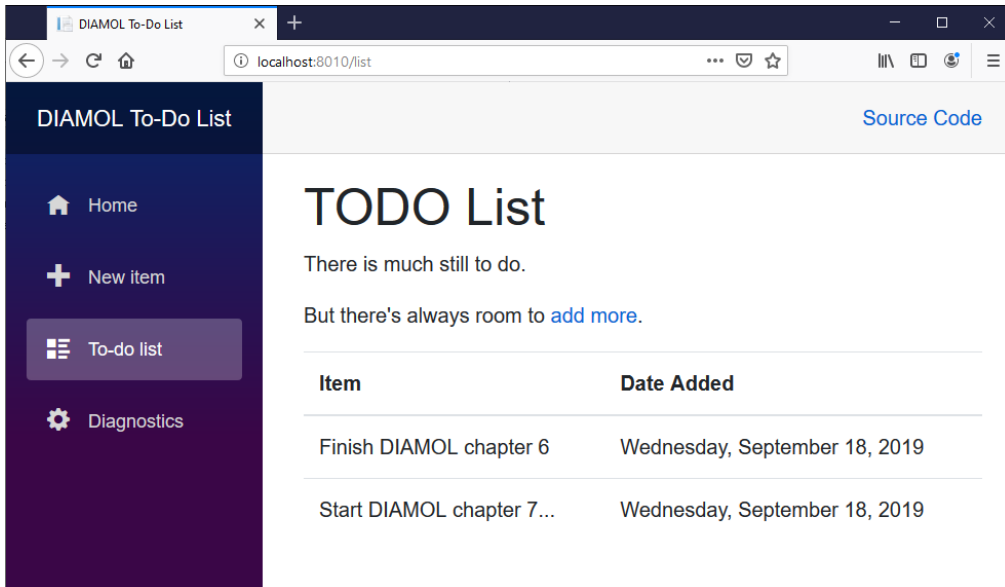 DIAMOL To-Do List
localhost:8010/list
DIAMOL To-Do List
Source Code
Home
New item
To-do list
Diagnostics
TODO List
There is much still to do.
But there's always room to add more.
Item Date Added
Finish DIAMOL chapter 6 Wednesday, September 18, 2019
Start DIAMOL chapter 7... Wednesday, September 18, 2019